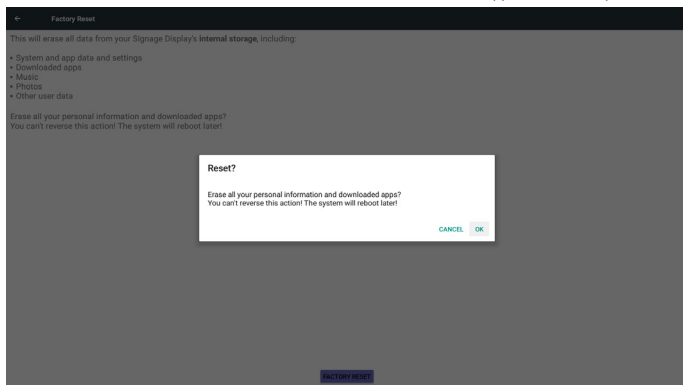 Factory Reset
This will erase all data from your Signage Display's internal storage, including:
• System and app data and settings
• Downloaded apps
• Music
• Photos
• Other user data
Erase all your personal information and downloaded apps?
You can't reverse this action! The system will reboot later!
Reset?
Erase all your personal information and downloaded apps?
You can't reverse this action! The system will reboot later!
CANCEL OK
FACTORY RESET